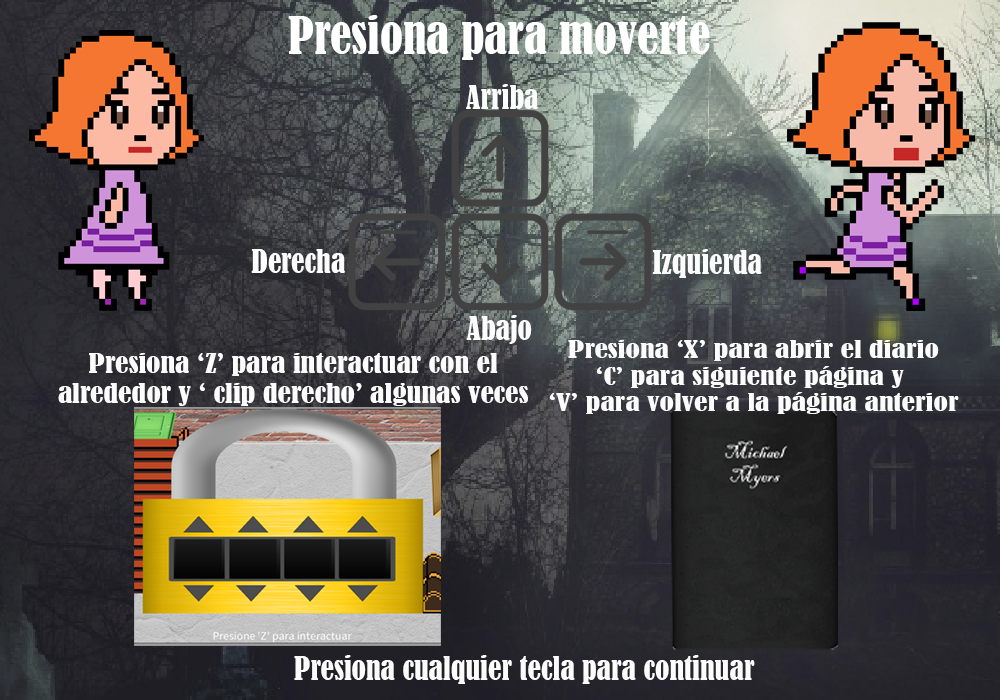 Presiona para moverte
Arriba
Derecha
Izquierda
Abajo
Presiona ‘Z’ para interactuar con el
alrededor y ‘ clip derecho’ algunas veces
Presiona ‘X’ para abrir el diario
‘C’ para siguiente página y
‘V’ para volver a la página anterior
Michael
Myers
Presione 'Z' para interactuar
Presiona cualquier tecla para continuar